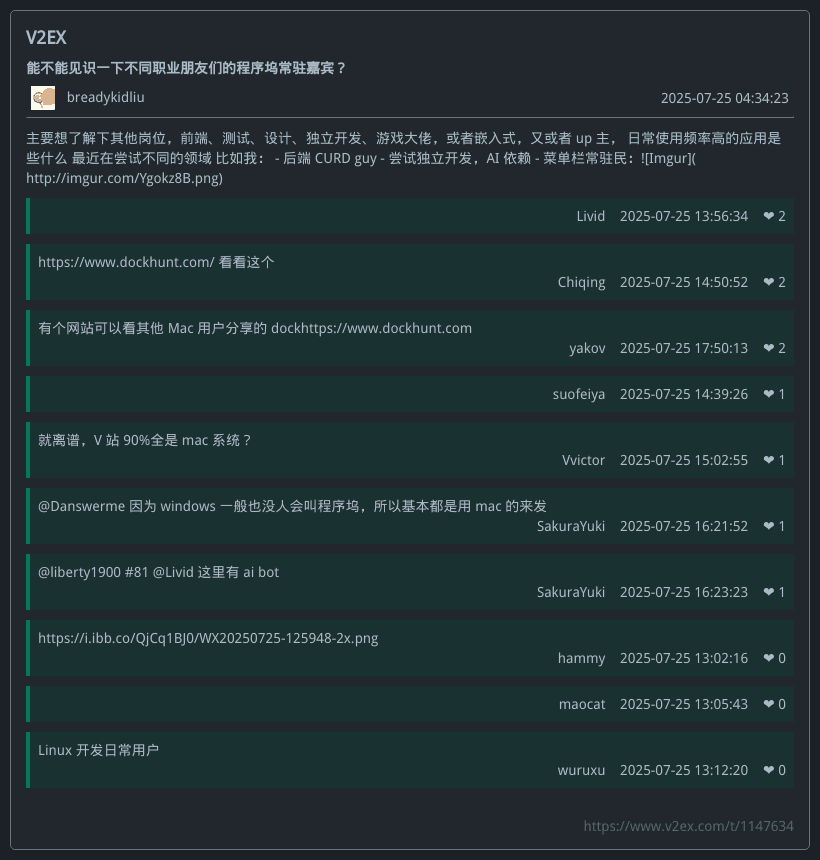 V2EX
能不能见识一下不同职业朋友们的程序坞常驻嘉宾？
breadykidliu
2025-07-25 04:34:23
主要想了解下其他岗位，前端、测试、设计、独立开发、游戏大佬，或者嵌入式，又或者 up 主， 日常使用频率高的应用是
些什么 最近在尝试不同的领域 比如我： - 后端 CURD guy - 尝试独立开发，AI 依赖 - 菜单栏常驻民：![Imgur](
http://imgur.com/Ygokz8B.png)
Livid 2025-07-25 13:56:34 ❤ 2
https://www.dockhunt.com/ 看看这个
Chiqing 2025-07-25 14:50:52 ❤ 2
有个网站可以看其他 Mac 用户分享的 dockhttps://www.dockhunt.com
yakov 2025-07-25 17:50:13 ❤ 2
suofeiya 2025-07-25 14:39:26 ❤ 1
就离谱，V 站 90%全是 mac 系统？
Vvictor 2025-07-25 15:02:55 ❤ 1
@Danswerme 因为 windows 一般也没人会叫程序坞，所以基本都是用 mac 的来发
SakuraYuki 2025-07-25 16:21:52 ❤ 1
@liberty1900 #81 @Livid 这里有 ai bot
SakuraYuki 2025-07-25 16:23:23 ❤ 1
https://i.ibb.co/QjCq1BJ0/WX20250725-125948-2x.png
hammy 2025-07-25 13:02:16 ❤ 0
maocat 2025-07-25 13:05:43 ❤ 0
Linux 开发日常用户
wuruxu 2025-07-25 13:12:20 ❤ 0
https://www.v2ex.com/t/1147634